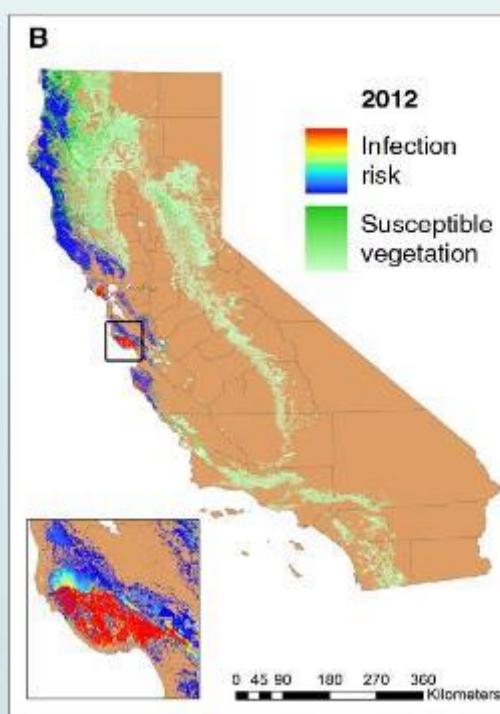 B
2012
Infection
risk
Susceptible
vegetation
0 45 90 180 270 360
Kilometers